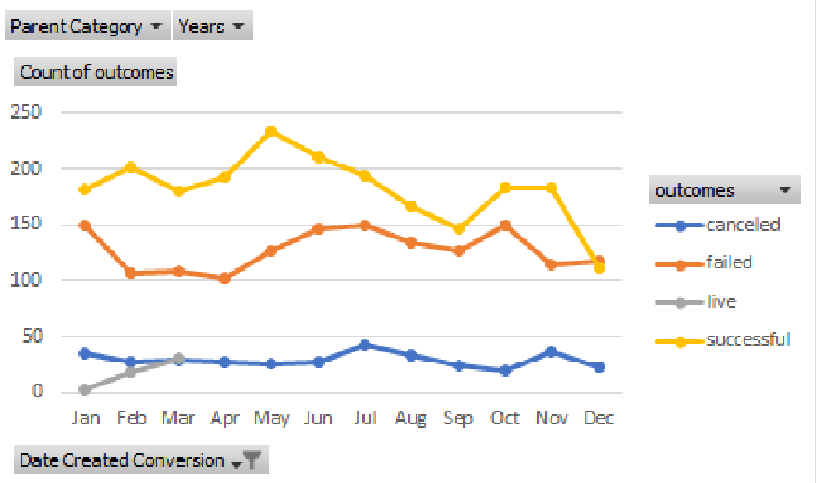 Parent Category Years
Count of outcomes
250
200
150
100
50
0
Jan Feb Mar Apr May Jun Jul Aug Sep Oct Nov Dec
outcomes
canceled
failed
live
successful
Date Created Conversion